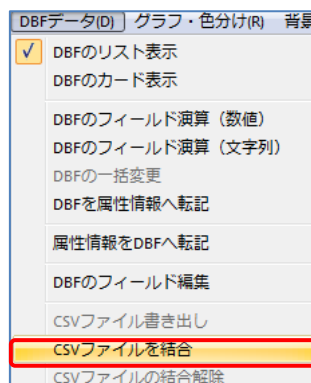 DBFデータ(D) グラフ・色分け(R) 背景
DBFのリスト表示
DBFのカード表示
DBFのフィールド演算（数値）
DBFのフィールド演算（文字列）
DBFの一括変更
DBFを属性情報へ転記
属性情報をDBFへ転記
DBFのフィールド編集
CSVファイル書き出し
CSVファイルを結合
CSVファイルの結合解除